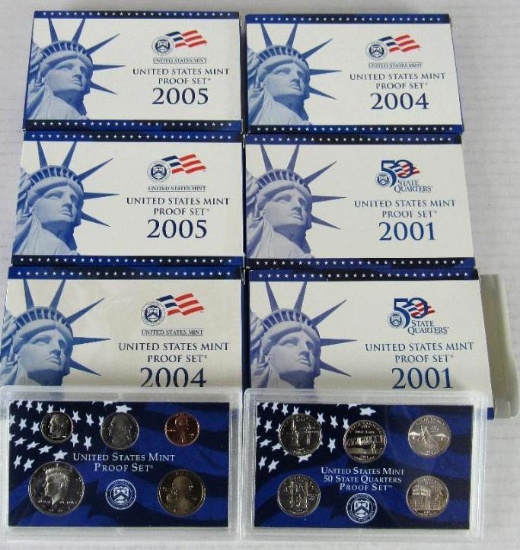 UNITED STATES MINT
UNITED STATES MINT
PROOF SET®
2005
UNITED STATES MINT
UNITED STATES MINT
PROOF SET®
2004
UNITED STATES MINT
UNITED STATES MINT
PROOF SET®
2005
50
STATE
QUARTERS®
UNITED STATES MINT
PROOF SET®
2001
UNITED STATES MINT
UNITED STATES MINT
PROOF SET®
2004
50
STATE
QUARTERS®
UNITED STATES MINT
PROOF SET®
2001
UNITED STATES MINT
PROOF SET®
UNITED STATES MINT
50 STATE QUARTERS
PROOF SET™